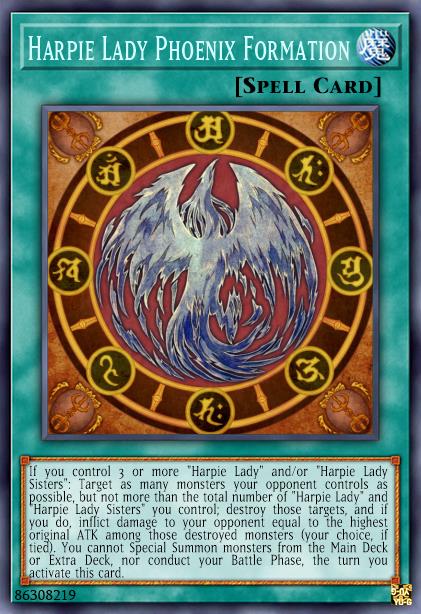 Harpie Lady Phoenix Formation
[Spell Card]
If you control 3 or more "Harpie Lady" and/or "Harpie Lady
Sisters": Target as many monsters your opponent controls as
possible, but not more than the total number of "Harpie Lady" and
"Harpie Lady Sisters" you control; destroy those targets, and if
you do, inflict damage to your opponent equal to the highest
original ATK among those destroyed monsters (your choice, if
tied). You cannot Special Summon monsters from the Main Deck
or Extra Deck, nor conduct your Battle Phase, the turn you
activate this card.
86308219